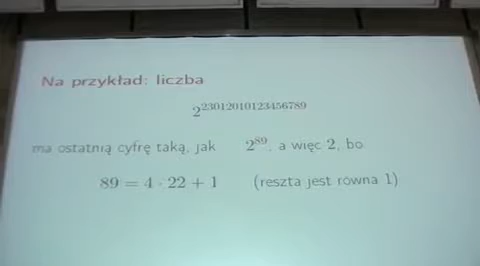 Na przykład: liczba
2^23012010123456789
ma ostatnią cyfrę taką, jak 2^89, a więc 2, bo
89 = 4 · 22 + 1 (reszta jest równa 1)